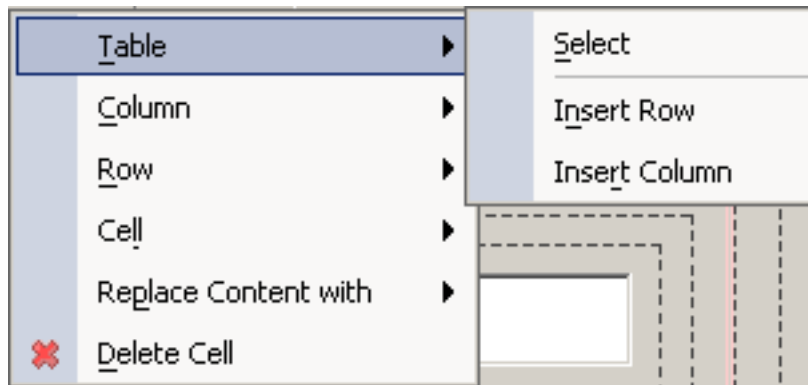 Table
Column
Row
Cell
Replace Content with
Delete Cell
Select
Insert Row
Insert Column